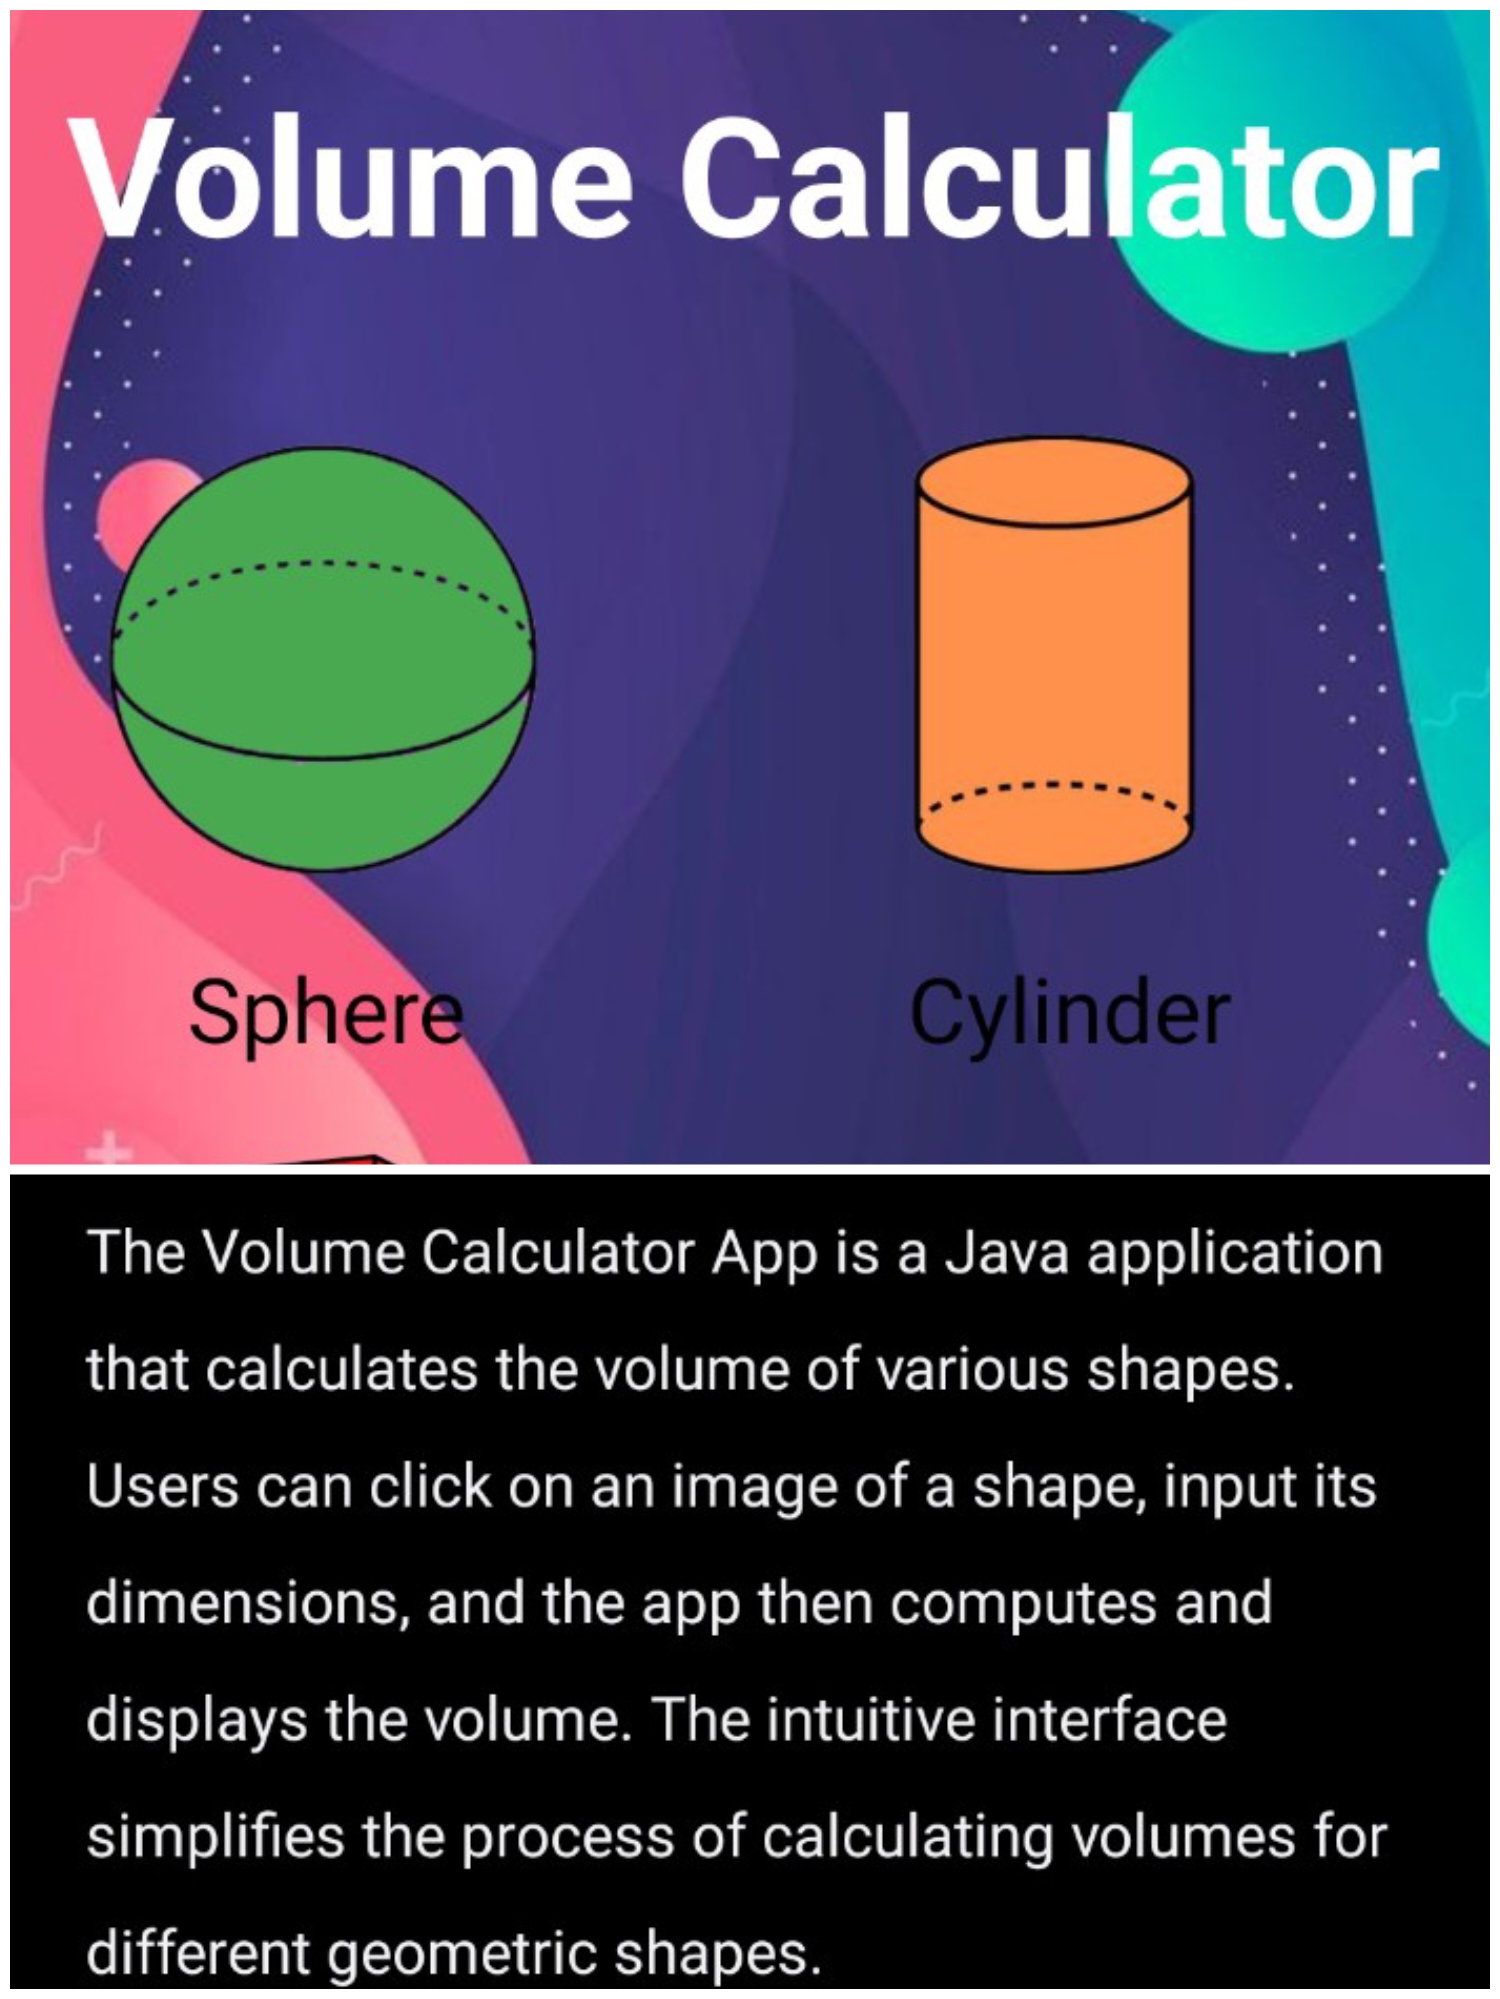 Volume Calculator
Sphere
Cylinder
The Volume Calculator App is a Java application
that calculates the volume of various shapes.
Users can click on an image of a shape, input its
dimensions, and the app then computes and
displays the volume. The intuitive interface
simplifies the process of calculating volumes for
different geometric shapes.